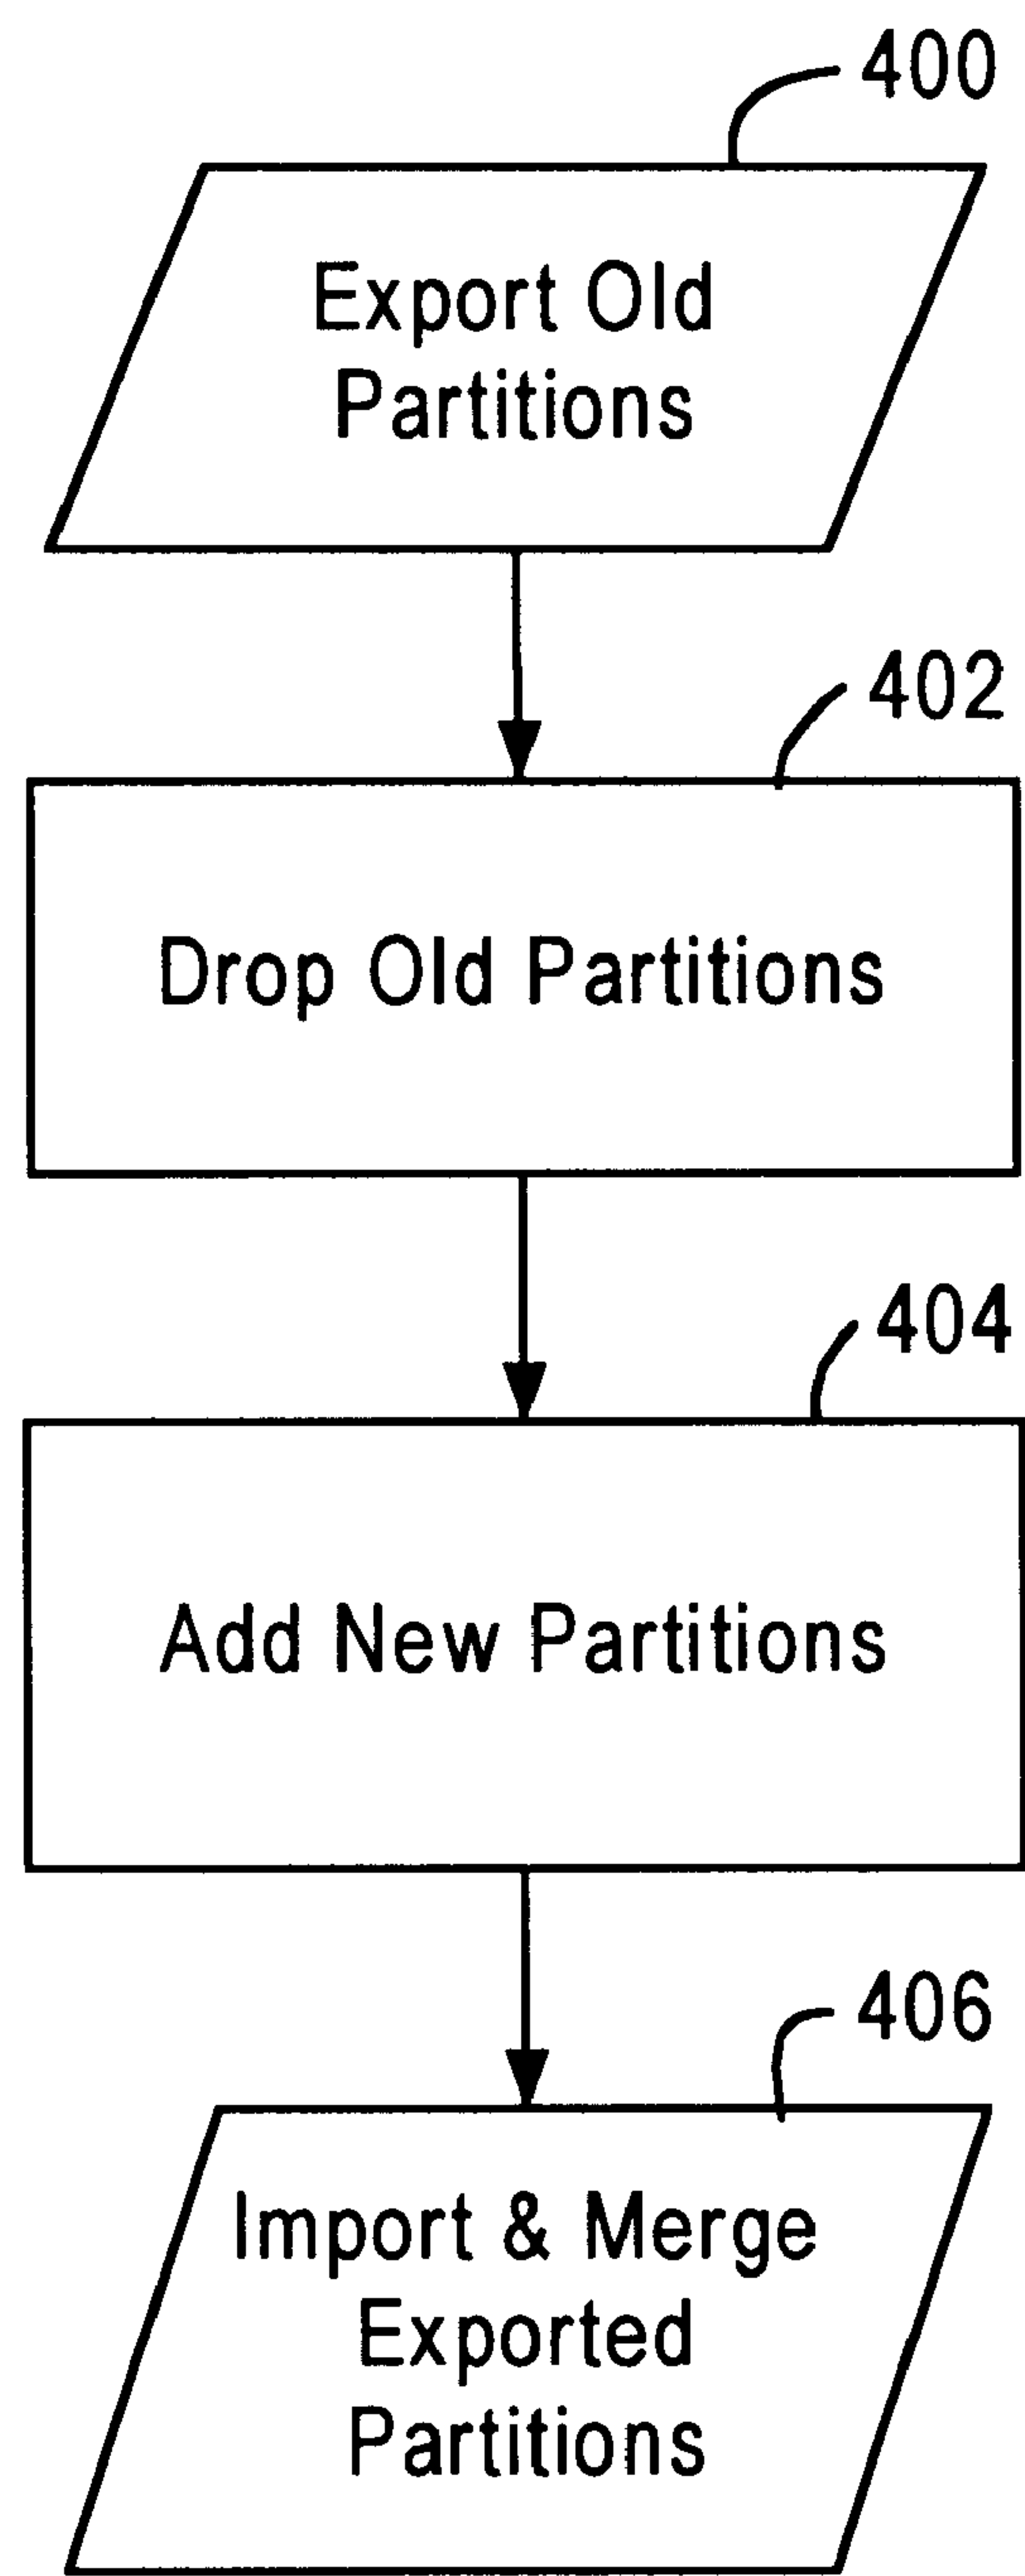 400
Export Old
Partitions
402
Drop Old Partitions
404
Add New Partitions
406
Import & Merge
Exported
Partitions